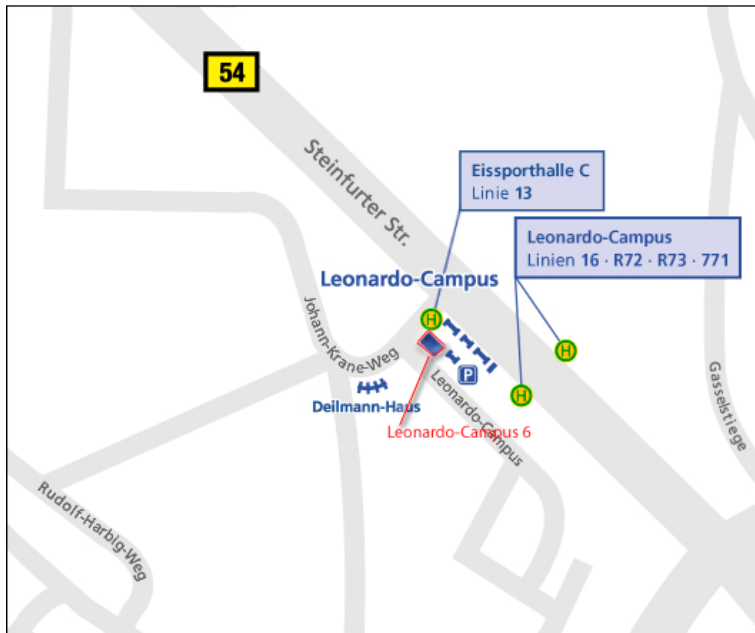 54
Steinfurter Str.
Eissporthalle C
Linie 13
Leonardo-Campus
Linien 16 · R72 · R73 · 771
Leonardo-Campus
H
H
H
P
Johann-Krane-Weg
Leonardo-Campus
Deilmann-Haus
Leonardo-Campus 6
Gasselstiege
Rudolf-Harbig-Weg